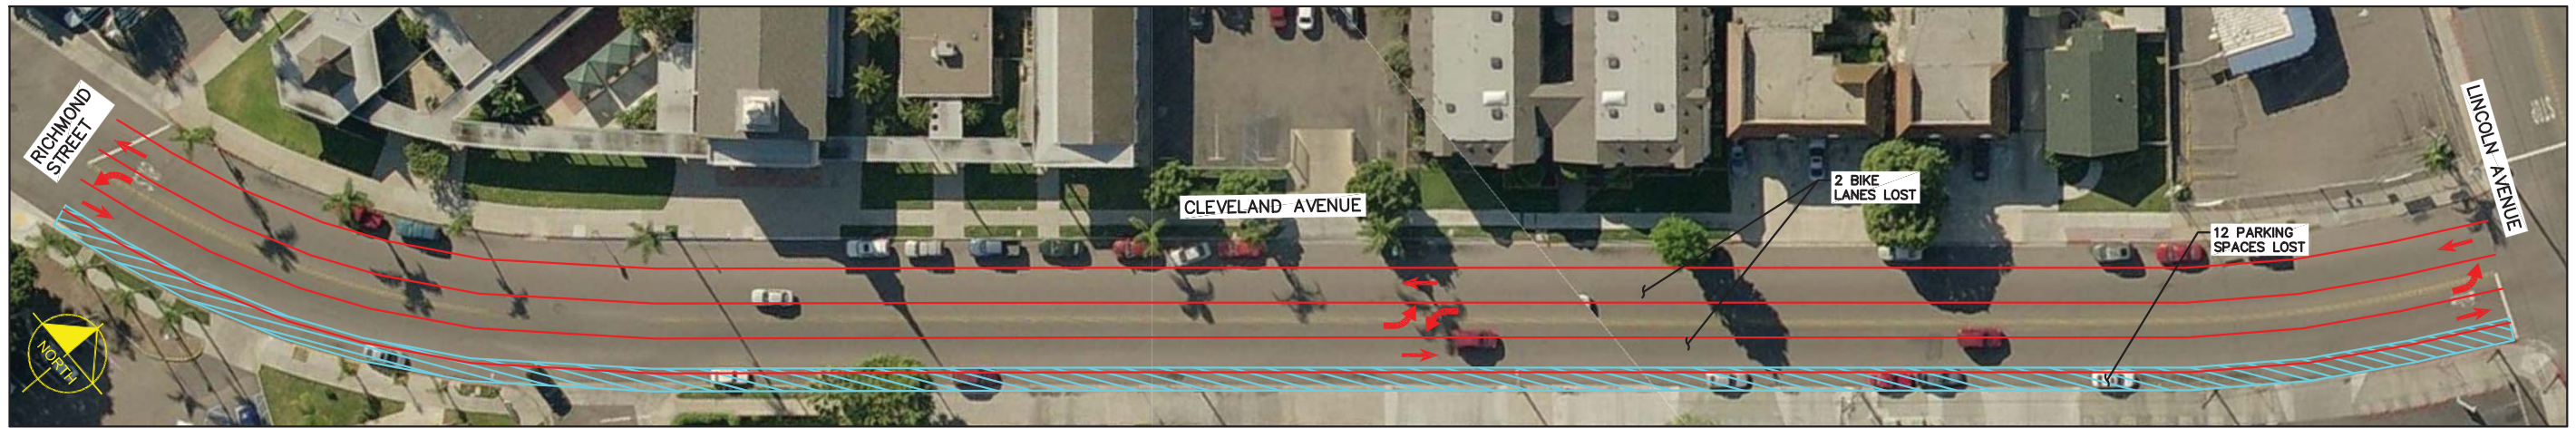 RICHMOND
STREET
NORTH
CLEVELAND AVENUE
2 BIKE
LANES LOST
12 PARKING
SPACES LOST
LINCOLN AVENUE